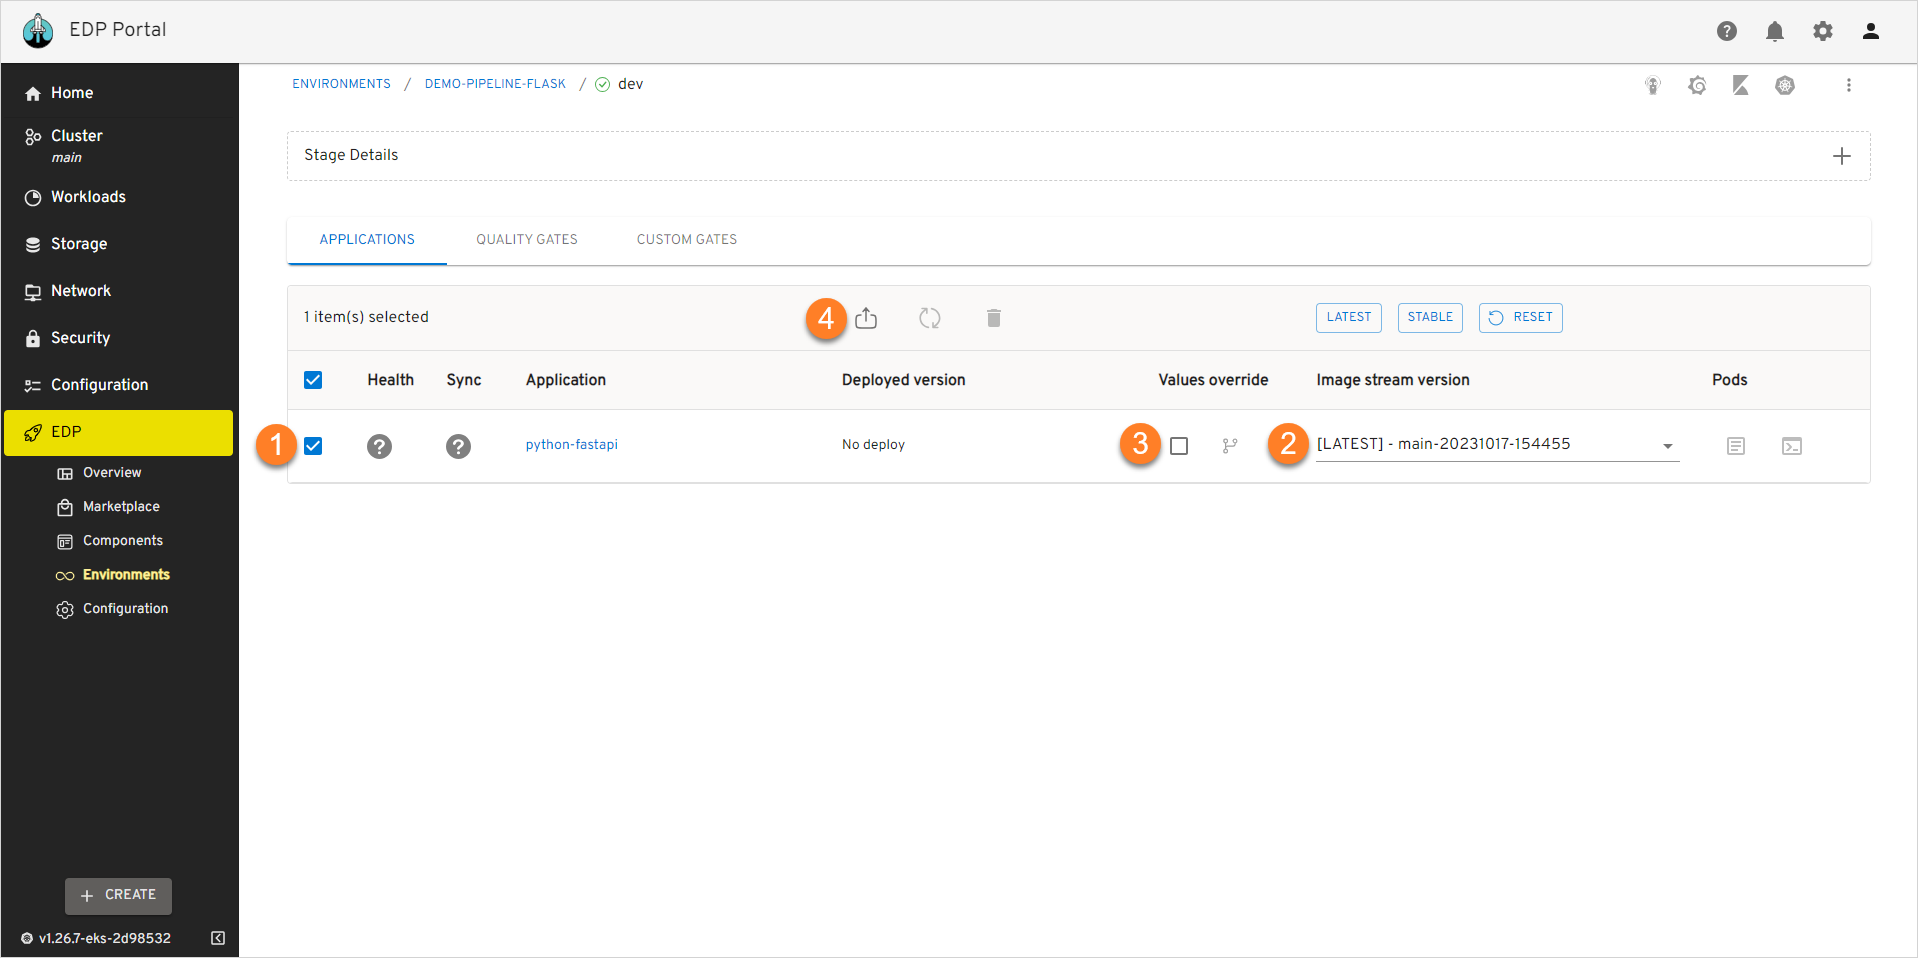 EDP Portal
Home
Cluster
main
Workloads
Storage
Network
Security
Configuration
EDP
Overview
Marketplace
Components
Environments
Configuration
CREATE
v1.26.7-eks-2d98532
ENVIRONMENTS / DEMO-PIPELINE-FLASK / dev
Stage Details
APPLICATIONS QUALITY GATES CUSTOM GATES
1 item(s) selected 4 LATEST STABLE RESET
Health Sync Application Deployed version Values override Image stream version Pods
1 ? ? python-fastapi No deploy 3 2 [LATEST] - main-20231017-154455